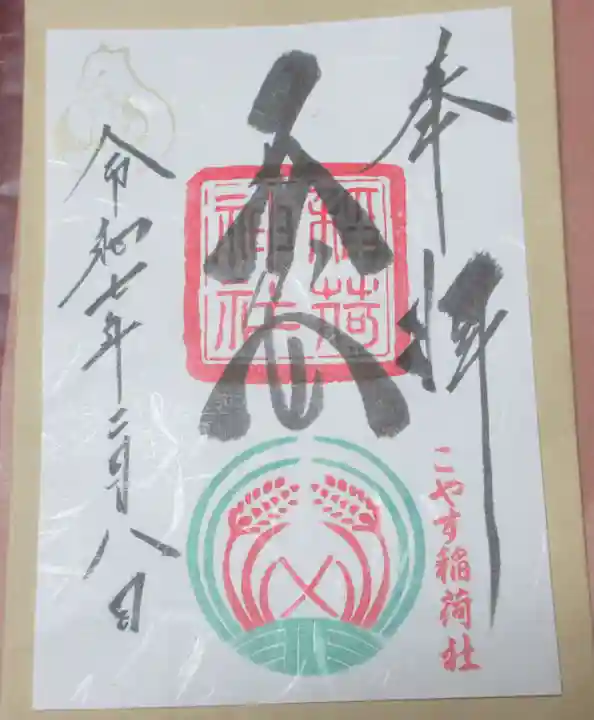 奉拝
稲荷
神社
こやす稲荷社
令和七年二月八日